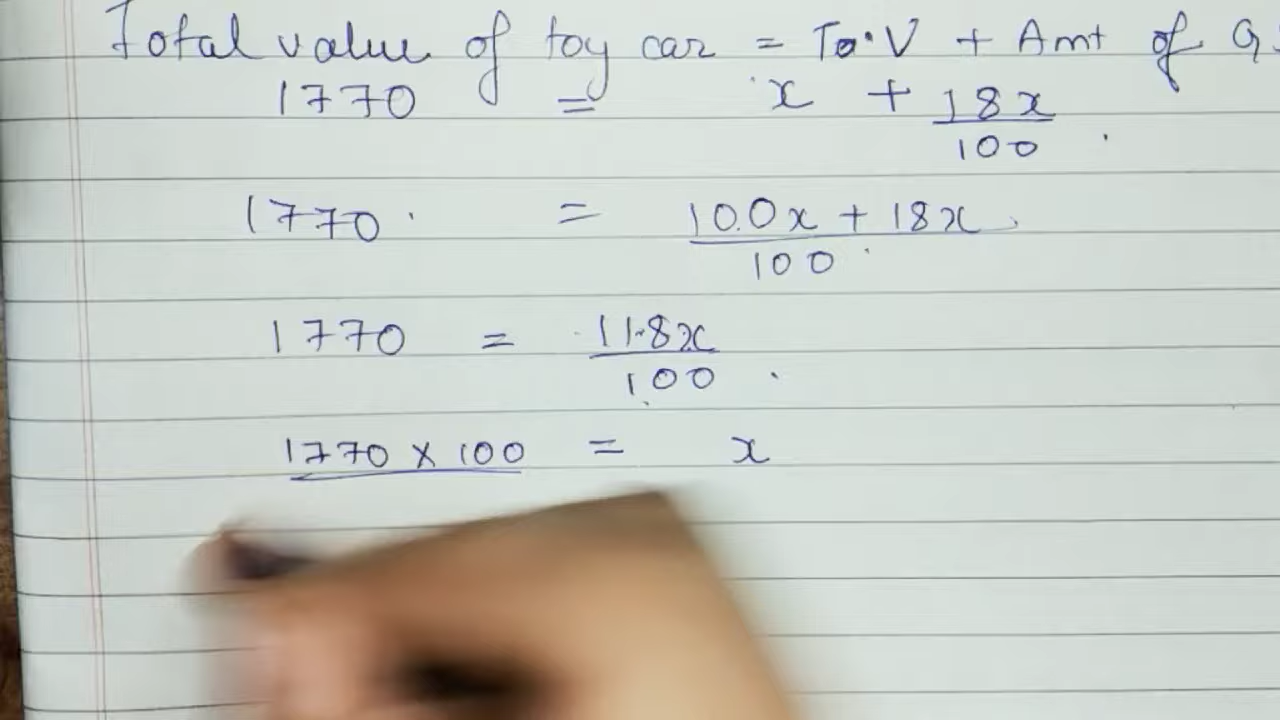 Total value of toy car = To.V + Amt of G
1770 = x + 18x
100
1770 = 100x + 18x
100
1770 = 118x
100
1770 x 100 = x